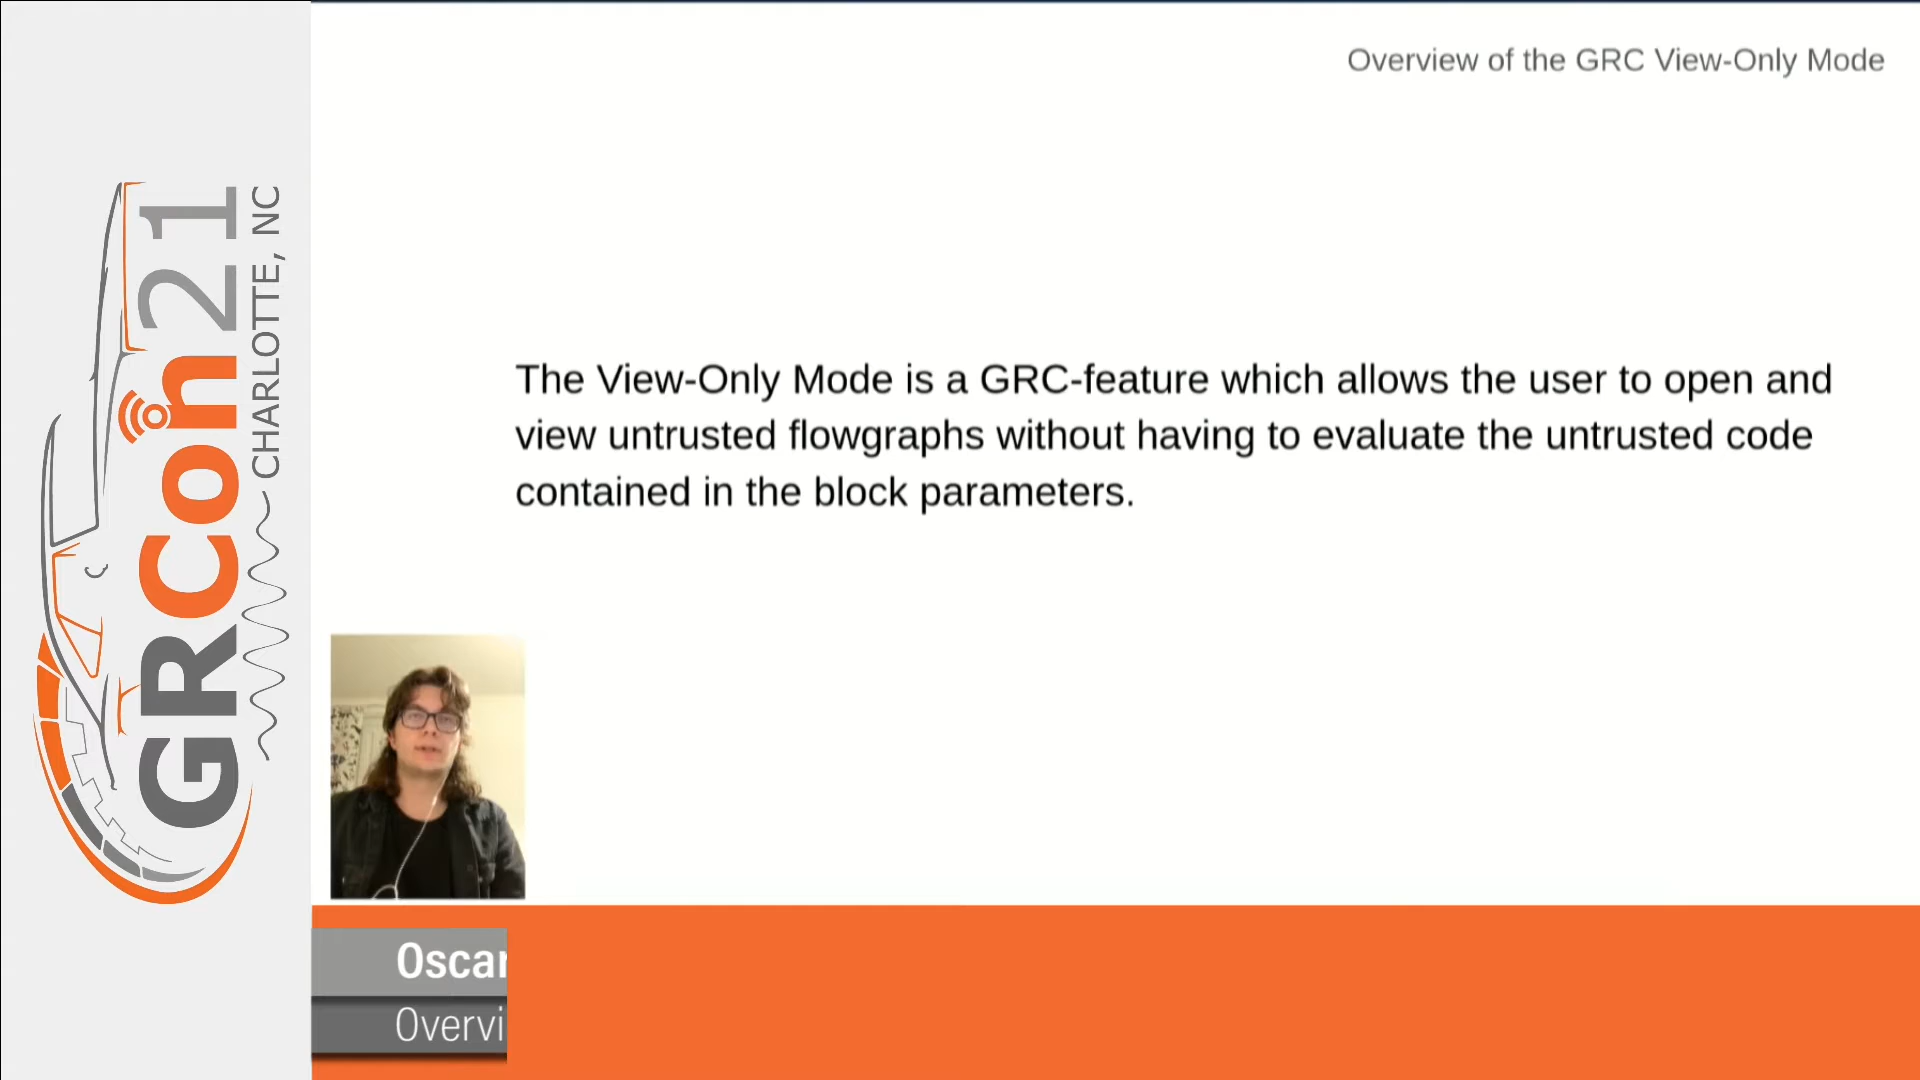 GRCon21
CHARLOTTE, NC
Overview of the GRC View-Only Mode
The View-Only Mode is a GRC-feature which allows the user to open and
view untrusted flowgraphs without having to evaluate the untrusted code
contained in the block parameters.
Oscar
Overvi